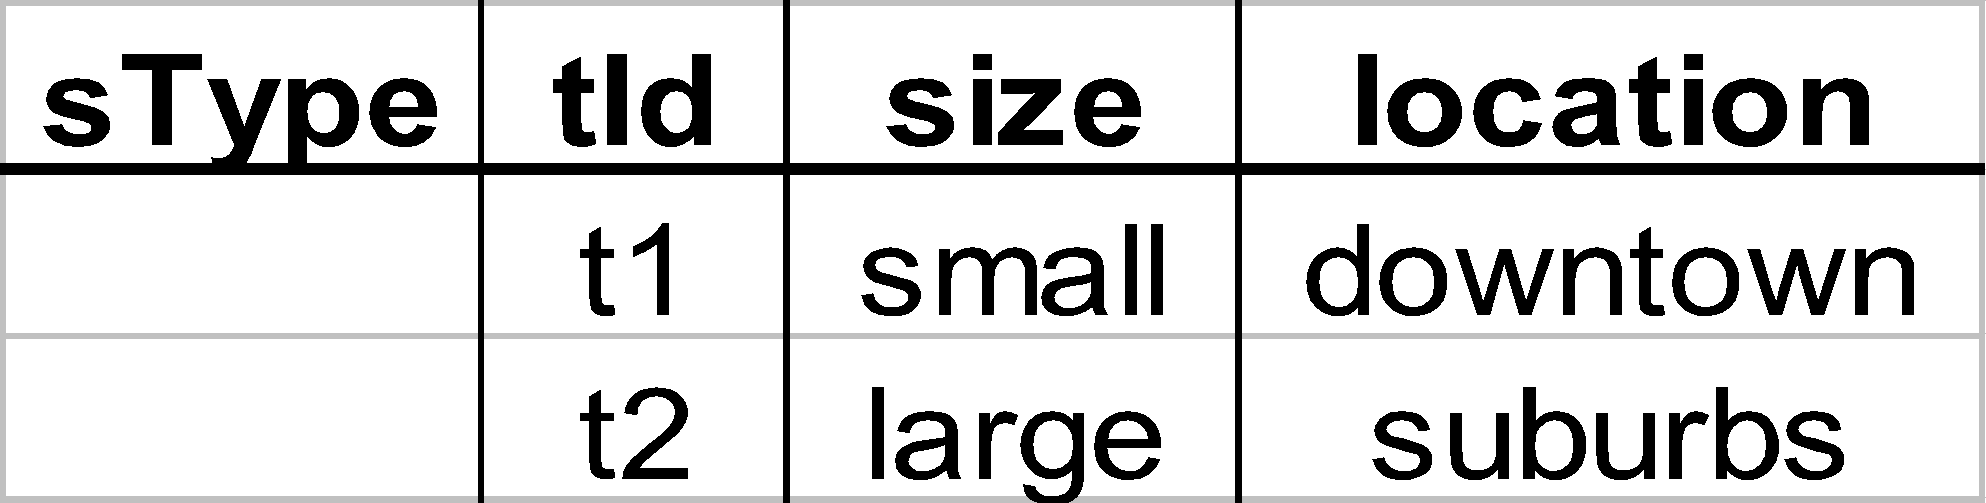 sType tId size location
t1 small downtown
t2 large suburbs